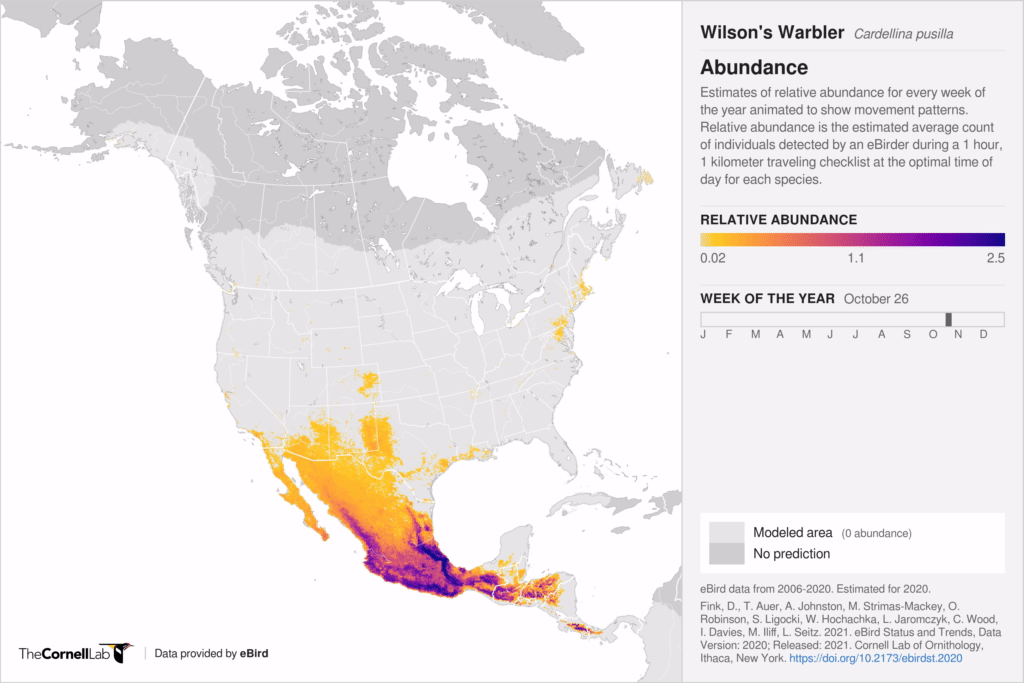 Wilson's Warbler Cardellina pusilla
Abundance
Estimates of relative abundance for every week of
the year animated to show movement patterns.
Relative abundance is the estimated average count
of individuals detected by an eBirder during a 1 hour,
1 kilometer traveling checklist at the optimal time of
day for each species.
RELATIVE ABUNDANCE
0.02 1.1 2.5
WEEK OF THE YEAR October 26
J F M A M J J A S O N D
Modeled area (0 abundance)
No prediction
eBird data from 2006-2020. Estimated for 2020.
Fink, D., T. Auer, A. Johnston, M. Strimas-Mackey, O.
Robinson, S. Ligocki, W. Hochachka, L. Jaromczyk, C. Wood,
I. Davies, M. Iliff, L. Seitz. 2021. eBird Status and Trends, Data
Version: 2020; Released: 2021. Cornell Lab of Ornithology,
Ithaca, New York. https://doi.org/10.2173/ebirdst.2020
TheCornellLab Data provided by eBird